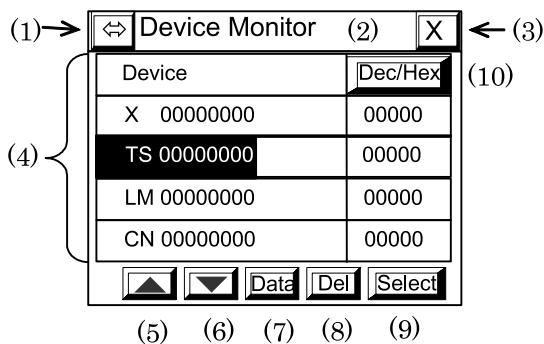 (1) ⇔ Device Monitor (2) X (3)
Device Dec/Hex (10)
X 00000000 00000
(4) TS 00000000 00000
LM 00000000 00000
CN 00000000 00000
▲ ▼ Data Del Select
(5) (6) (7) (8) (9)